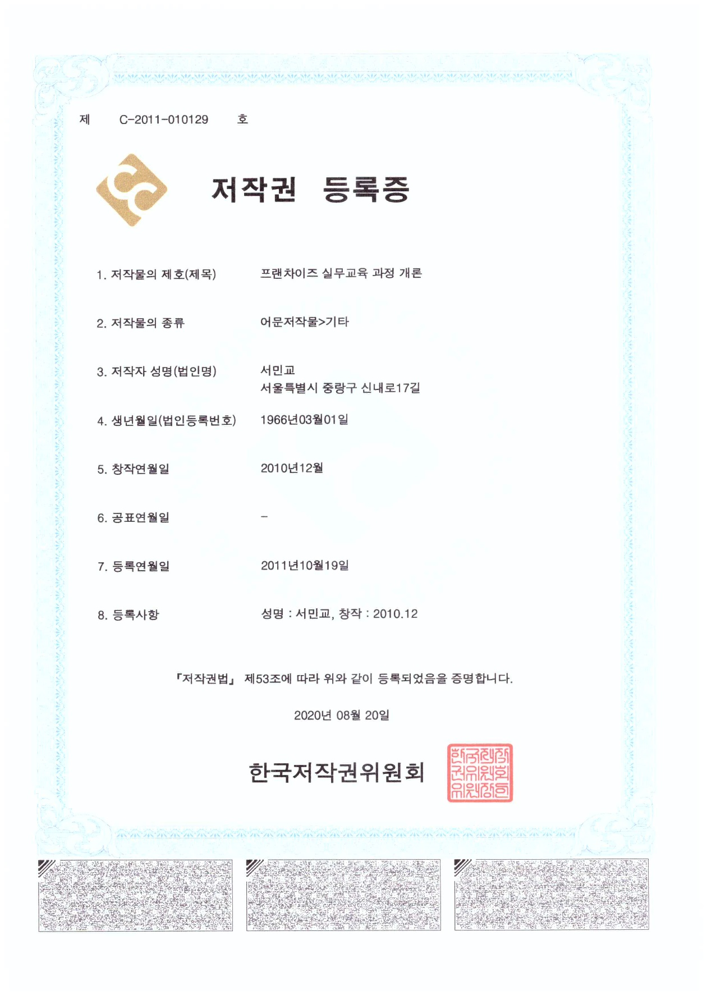 제 C-2011-010129 호
저작권 등록증
1. 저작물의 제호(제목) 프랜차이즈 실무교육 과정 개론
2. 저작물의 종류 어문저작물>기타
3. 저작자 성명(법인명) 서민교
서울특별시 중랑구 신내로17길
4. 생년월일(법인등록번호) 1966년03월01일
5. 창작연월일 2010년12월
6. 공표연월일 –
7. 등록연월일 2011년10월19일
8. 등록사항 성명 : 서민교, 창작 : 2010.12
『저작권법』 제53조에 따라 위와 같이 등록되었음을 증명합니다.
2020년 08월 20일
한국저작권위원회